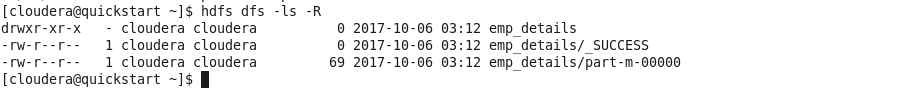 [cloudera@quickstart ~]$ hdfs dfs -ls -R
drwxr-xr-x   - cloudera cloudera          0 2017-10-06 03:12 emp_details
-rw-r--r--   1 cloudera cloudera          0 2017-10-06 03:12 emp_details/_SUCCESS
-rw-r--r--   1 cloudera cloudera         69 2017-10-06 03:12 emp_details/part-m-00000
[cloudera@quickstart ~]$